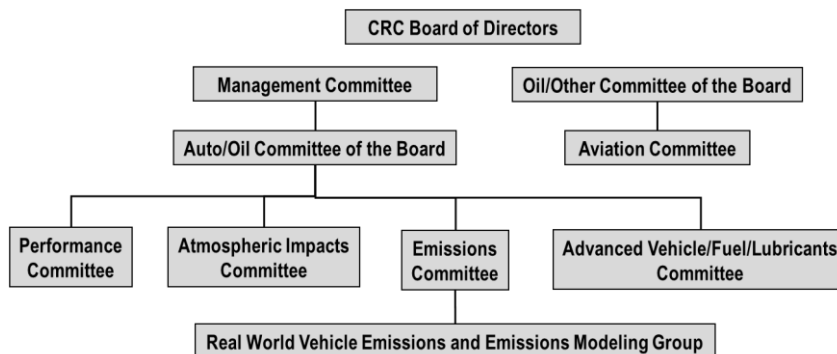 CRC Board of Directors
Management Committee
Oil/Other Committee of the Board
Auto/Oil Committee of the Board
Aviation Committee
Performance
Committee
Atmospheric Impacts
Committee
Emissions
Committee
Advanced Vehicle/Fuel/Lubricants
Committee
Real World Vehicle Emissions and Emissions Modeling Group